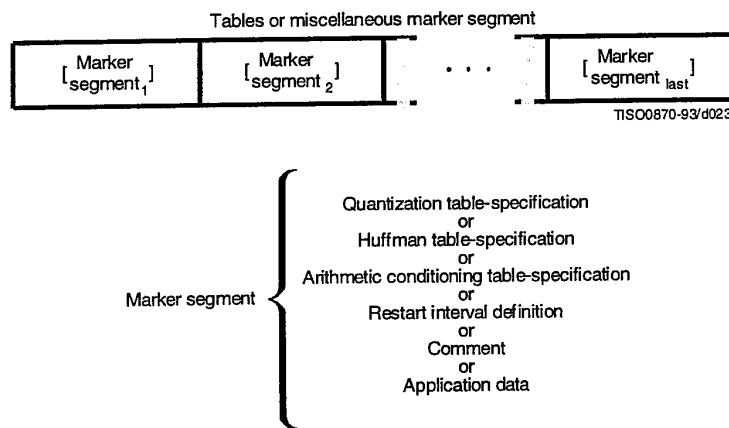 Tables or miscellaneous marker segment
[ Marker segment₁ ] [ Marker segment ₂ ] . . . [ Marker segment last ]
TISO0870-93/d023
Quantization table-specification
or
Huffman table-specification
or
Arithmetic conditioning table-specification
or
Marker segment { Restart interval definition
or
Comment
or
Application data